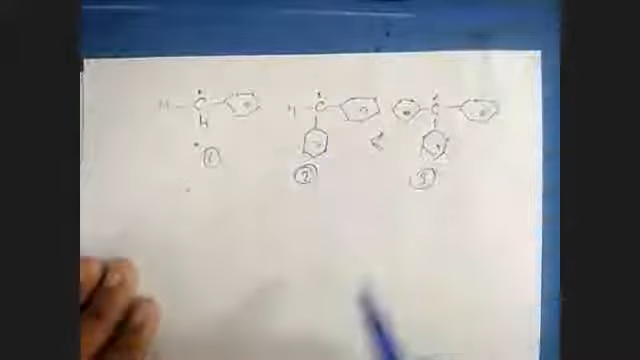 H - C
H
H - C <
C
① ② ③